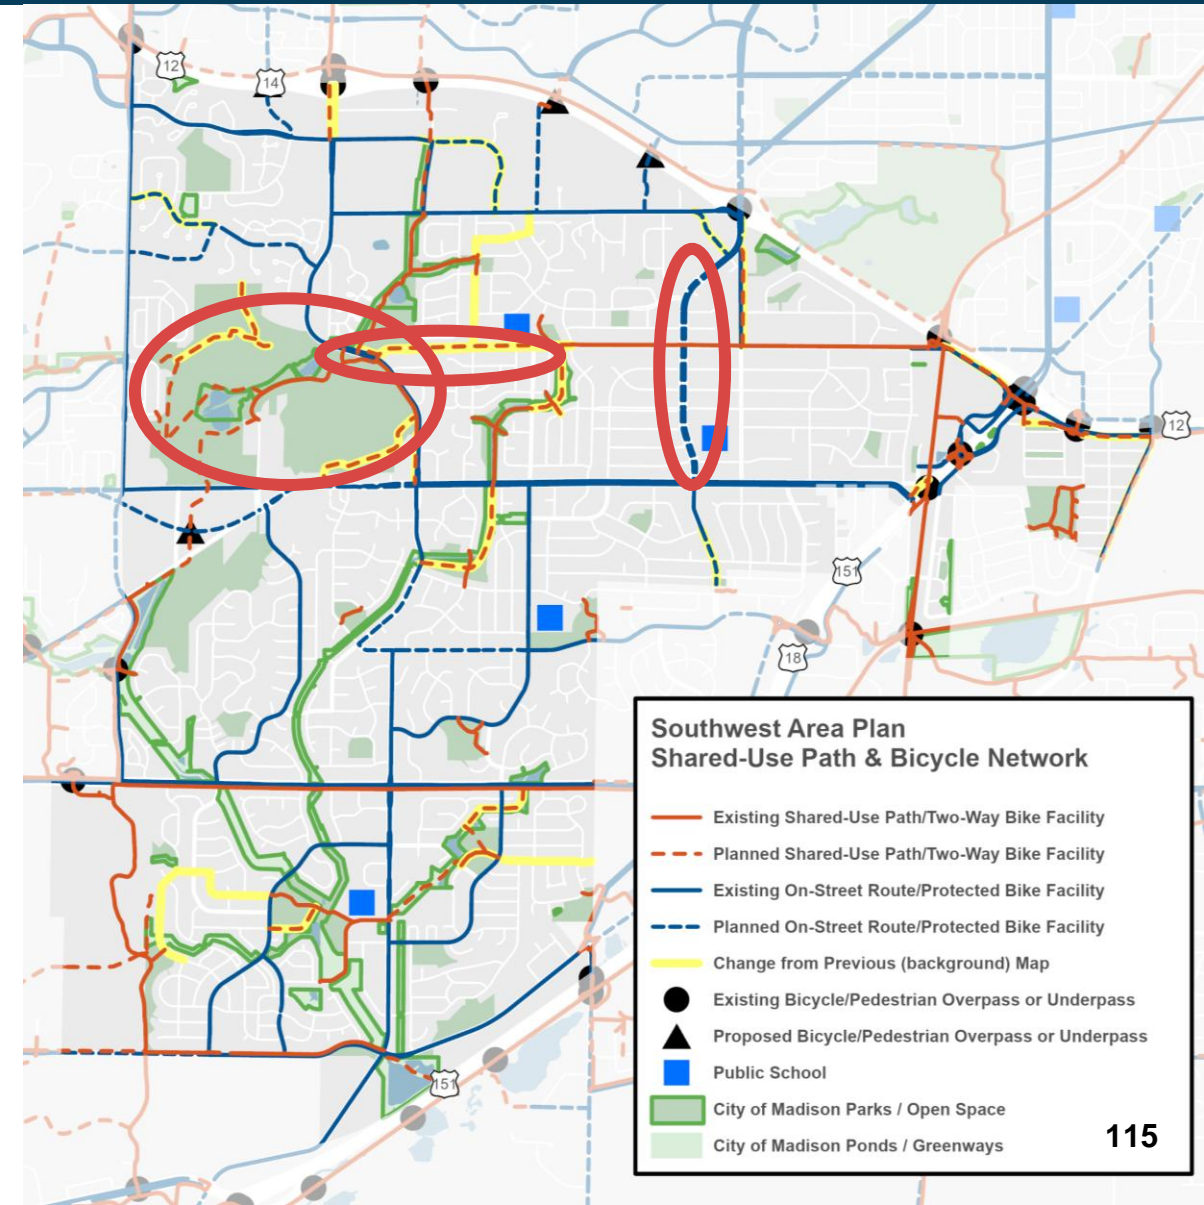 12
14
12
151
18
Southwest Area Plan
Shared-Use Path & Bicycle Network
Existing Shared-Use Path/Two-Way Bike Facility
Planned Shared-Use Path/Two-Way Bike Facility
Existing On-Street Route/Protected Bike Facility
Planned On-Street Route/Protected Bike Facility
Change from Previous (background) Map
Existing Bicycle/Pedestrian Overpass or Underpass
Proposed Bicycle/Pedestrian Overpass or Underpass
Public School
151
City of Madison Parks / Open Space
115
City of Madison Ponds / Greenways